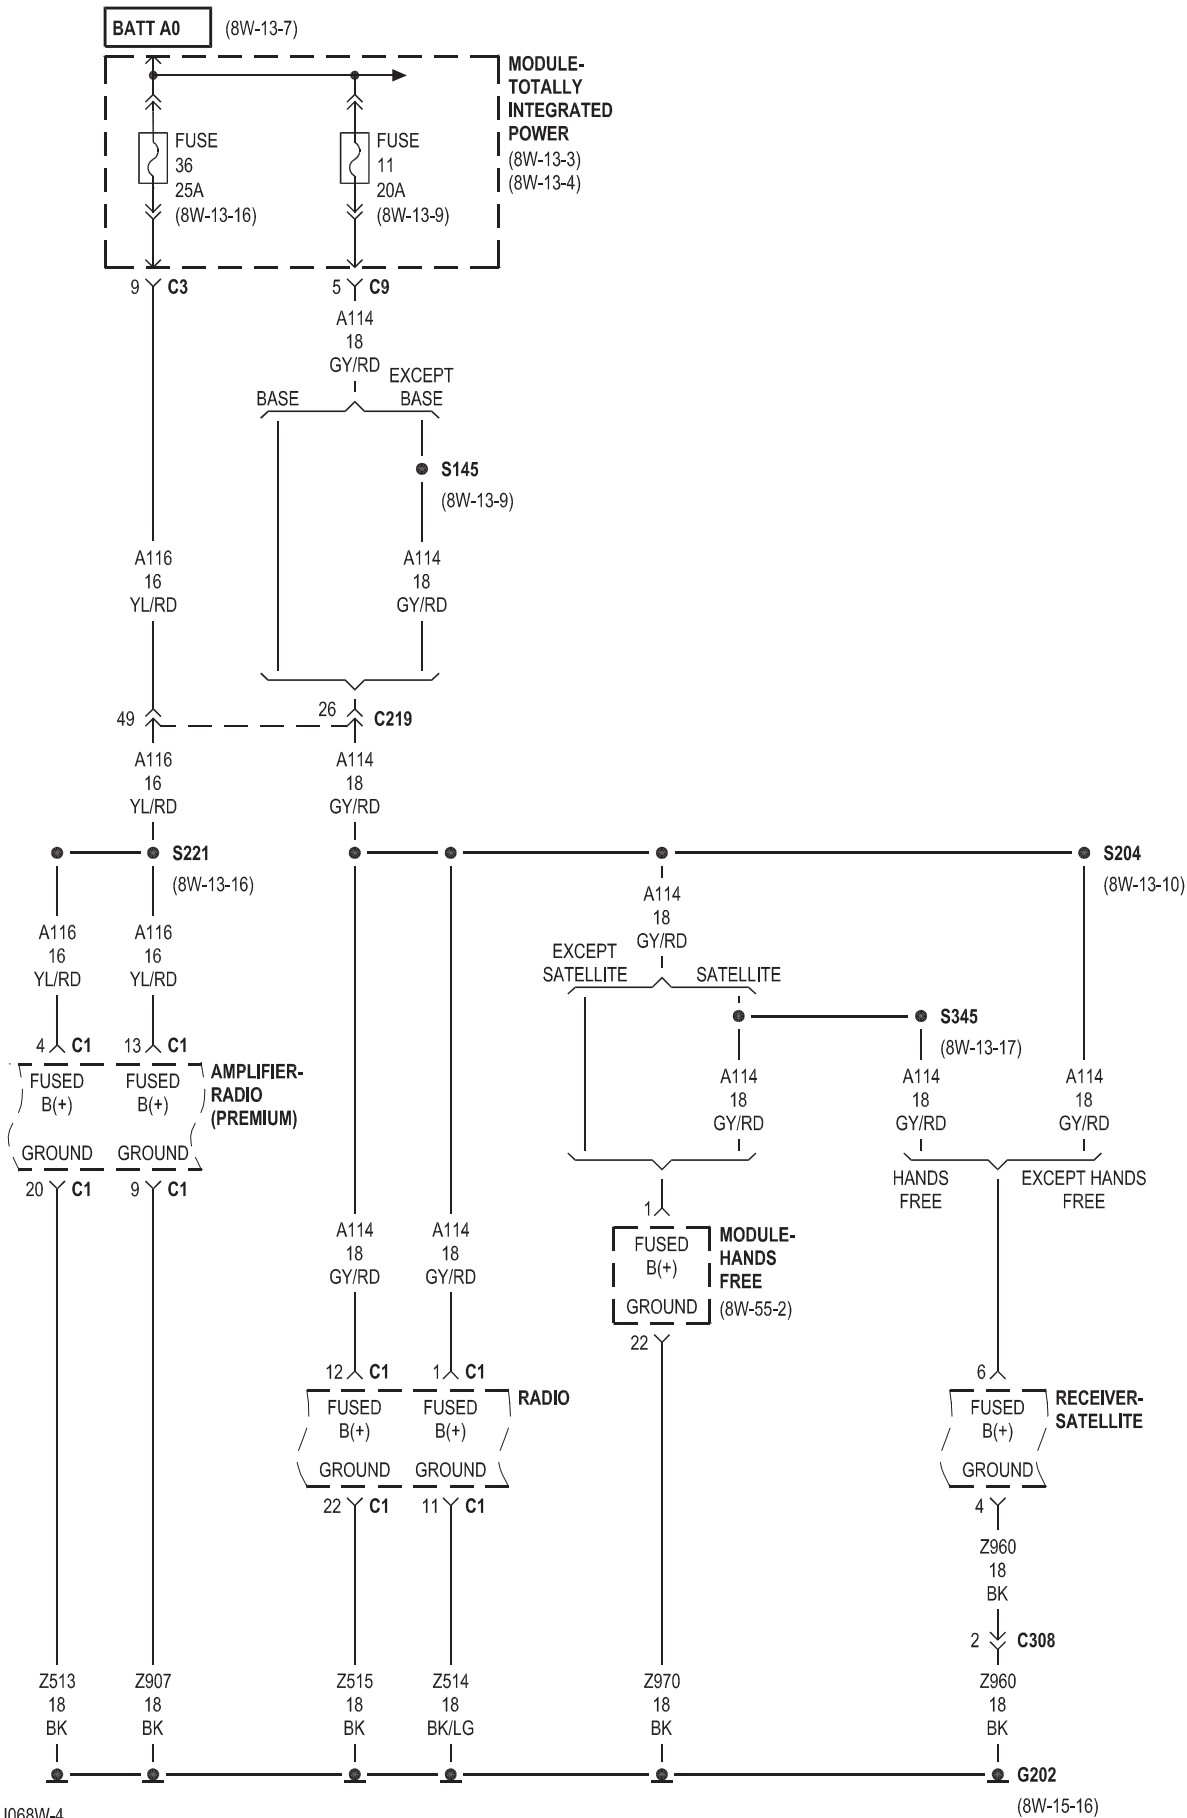 BATT A0 (8W-13-7)
MODULE-
TOTALLY
INTEGRATED
POWER
(8W-13-3)
(8W-13-4)
FUSE
36
25A
(8W-13-16)
FUSE
11
20A
(8W-13-9)
9 C3
5 C9
A114
18
GY/RD
BASE
EXCEPT
BASE
S145
(8W-13-9)
A116
16
YL/RD
A114
18
GY/RD
49
26 C219
A116
16
YL/RD
A114
18
GY/RD
S221
(8W-13-16)
S204
(8W-13-10)
A116
16
YL/RD
A116
16
YL/RD
A114
18
GY/RD
EXCEPT
SATELLITE
SATELLITE
S345
(8W-13-17)
4 C1
13 C1
AMPLIFIER-
RADIO
(PREMIUM)
FUSED
B(+)
GROUND
FUSED
B(+)
GROUND
20 C1
9 C1
A114
18
GY/RD
A114
18
GY/RD
A114
18
GY/RD
HANDS
FREE
EXCEPT HANDS
FREE
1
MODULE-
HANDS
FREE
(8W-55-2)
FUSED
B(+)
GROUND
22
A114
18
GY/RD
A114
18
GY/RD
12 C1
1 C1
RADIO
FUSED
B(+)
GROUND
FUSED
B(+)
GROUND
22 C1
11 C1
6
RECEIVER-
SATELLITE
FUSED
B(+)
GROUND
4
Z960
18
BK
2 C308
Z513
18
BK
Z907
18
BK
Z515
18
BK
Z514
18
BK/LG
Z970
18
BK
Z960
18
BK
G202
(8W-15-16)
J068W-4